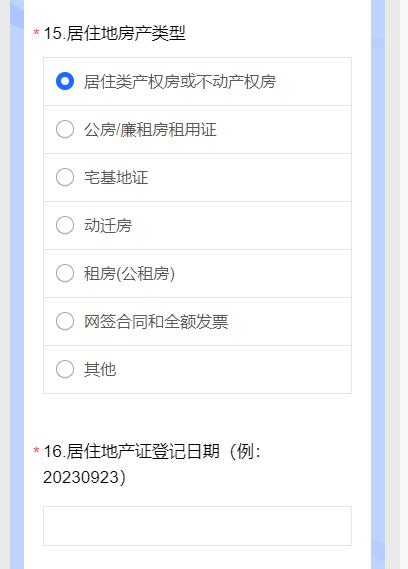 *15.居住地房产类型
居住类产权房或不动产权房
公房/廉租房租用证
宅基地证
动迁房
租房(公租房)
网签合同和全额发票
其他
*16.居住地产证登记日期（例：
20230923）